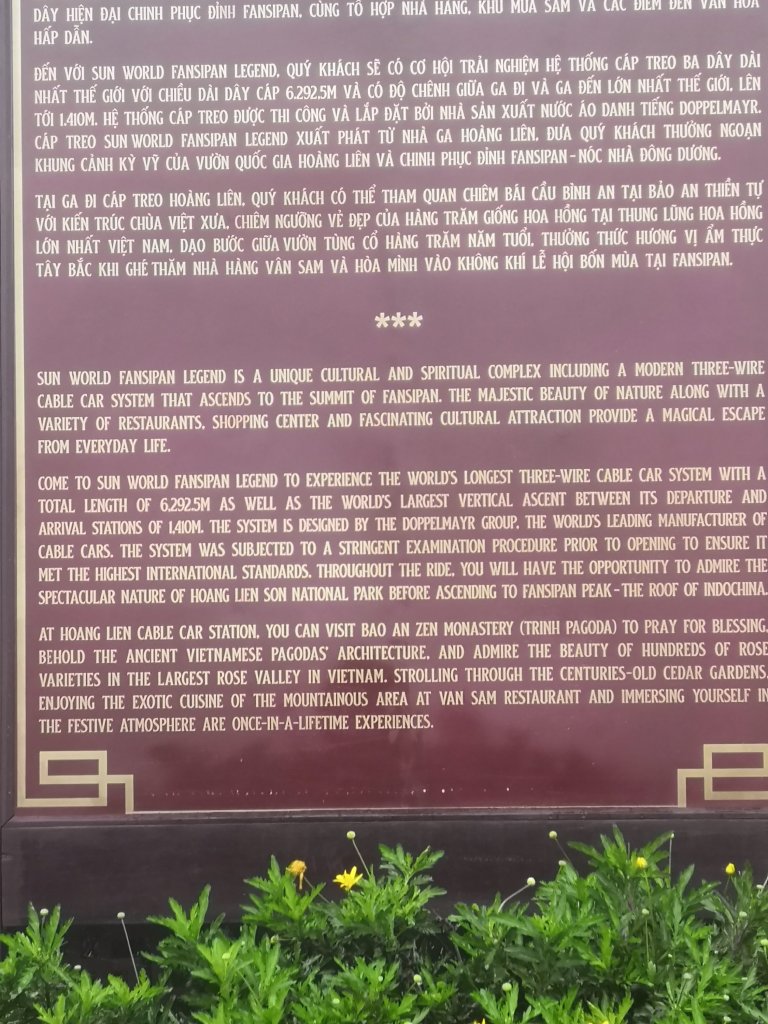 DÂY HIỆN ĐẠI CHINH PHỤC ĐỈNH FANSIPAN, CÙNG TỔ HỢP NHÀ HÀNG, KHU MUA SẮM VÀ CÁC ĐIỂM ĐẾN VĂN HÓA
HẤP DẪN.
ĐẾN VỚI SUN WORLD FANSIPAN LEGEND, QUÝ KHÁCH SẼ CÓ CƠ HỘI TRẢI NGHIỆM HỆ THỐNG CÁP TREO BA DÂY DÀI
NHẤT THẾ GIỚI VỚI CHIỀU DÀI DÂY CÁP 6.292.5M VÀ CÓ ĐỘ CHÊNH GIỮA GA ĐI VÀ GA ĐẾN LỚN NHẤT THẾ GIỚI, LÊN
TỚI 1,410M. HỆ THỐNG CÁP TREO ĐƯỢC THI CÔNG VÀ LẮP ĐẶT BỞI NHÀ SẢN XUẤT NƯỚC ÁO DANH TIẾNG DOPPELMAYR.
CÁP TREO SUN WORLD FANSIPAN LEGEND XUẤT PHÁT TỪ NHÀ GA HOÀNG LIÊN, ĐƯA QUÝ KHÁCH THƯỞNG NGOẠN
KHUNG CẢNH KỲ VỸ CỦA VƯỜN QUỐC GIA HOÀNG LIÊN VÀ CHINH PHỤC ĐỈNH FANSIPAN - NÓC NHÀ ĐÔNG DƯƠNG.
TẠI GA ĐI CÁP TREO HOÀNG LIÊN, QUÝ KHÁCH CÓ THỂ THAM QUAN CHIÊM BÁI CẦU BÌNH AN TẠI BẢO AN THIỀN TỰ
VỚI KIẾN TRÚC CHÙA VIỆT XƯA, CHIÊM NGƯỠNG VẺ ĐẸP CỦA HÀNG TRĂM GIỐNG HOA HỒNG TẠI THUNG LŨNG HOA HỒNG
LỚN NHẤT VIỆT NAM, DẠO BƯỚC GIỮA VƯỜN TÙNG CỔ HÀNG TRĂM NĂM TUỔI, THƯỞNG THỨC HƯƠNG VỊ ẨM THỰC
TÂY BẮC KHI GHÉ THĂM NHÀ HÀNG VÂN SAM VÀ HÒA MÌNH VÀO KHÔNG KHÍ LỄ HỘI BỐN MÙA TẠI FANSIPAN.
***
SUN WORLD FANSIPAN LEGEND IS A UNIQUE CULTURAL AND SPIRITUAL COMPLEX INCLUDING A MODERN THREE-WIRE
CABLE CAR SYSTEM THAT ASCENDS TO THE SUMMIT OF FANSIPAN. THE MAJESTIC BEAUTY OF NATURE ALONG WITH A
VARIETY OF RESTAURANTS, SHOPPING CENTER AND FASCINATING CULTURAL ATTRACTION PROVIDE A MAGICAL ESCAPE
FROM EVERYDAY LIFE.
COME TO SUN WORLD FANSIPAN LEGEND TO EXPERIENCE THE WORLD'S LONGEST THREE-WIRE CABLE CAR SYSTEM WITH A
TOTAL LENGTH OF 6,292.5M AS WELL AS THE WORLD'S LARGEST VERTICAL ASCENT BETWEEN ITS DEPARTURE AND
ARRIVAL STATIONS OF 1,410M. THE SYSTEM IS DESIGNED BY THE DOPPELMAYR GROUP, THE WORLD'S LEADING MANUFACTURER OF
CABLE CARS. THE SYSTEM WAS SUBJECTED TO A STRINGENT EXAMINATION PROCEDURE PRIOR TO OPENING TO ENSURE IT
MET THE HIGHEST INTERNATIONAL STANDARDS. THROUGHOUT THE RIDE, YOU WILL HAVE THE OPPORTUNITY TO ADMIRE THE
SPECTACULAR NATURE OF HOANG LIEN SON NATIONAL PARK BEFORE ASCENDING TO FANSIPAN PEAK - THE ROOF OF INDOCHINA.
AT HOANG LIEN CABLE CAR STATION, YOU CAN VISIT BAO AN ZEN MONASTERY (TRINH PAGODA) TO PRAY FOR BLESSING,
BEHOLD THE ANCIENT VIETNAMESE PAGODAS' ARCHITECTURE, AND ADMIRE THE BEAUTY OF HUNDREDS OF ROSE
VARIETIES IN THE LARGEST ROSE VALLEY IN VIETNAM. STROLLING THROUGH THE CENTURIES-OLD CEDAR GARDENS,
ENJOYING THE EXOTIC CUISINE OF THE MOUNTAINOUS AREA AT VAN SAM RESTAURANT AND IMMERSING YOURSELF IN
THE FESTIVE ATMOSPHERE ARE ONCE-IN-A-LIFETIME EXPERIENCES.